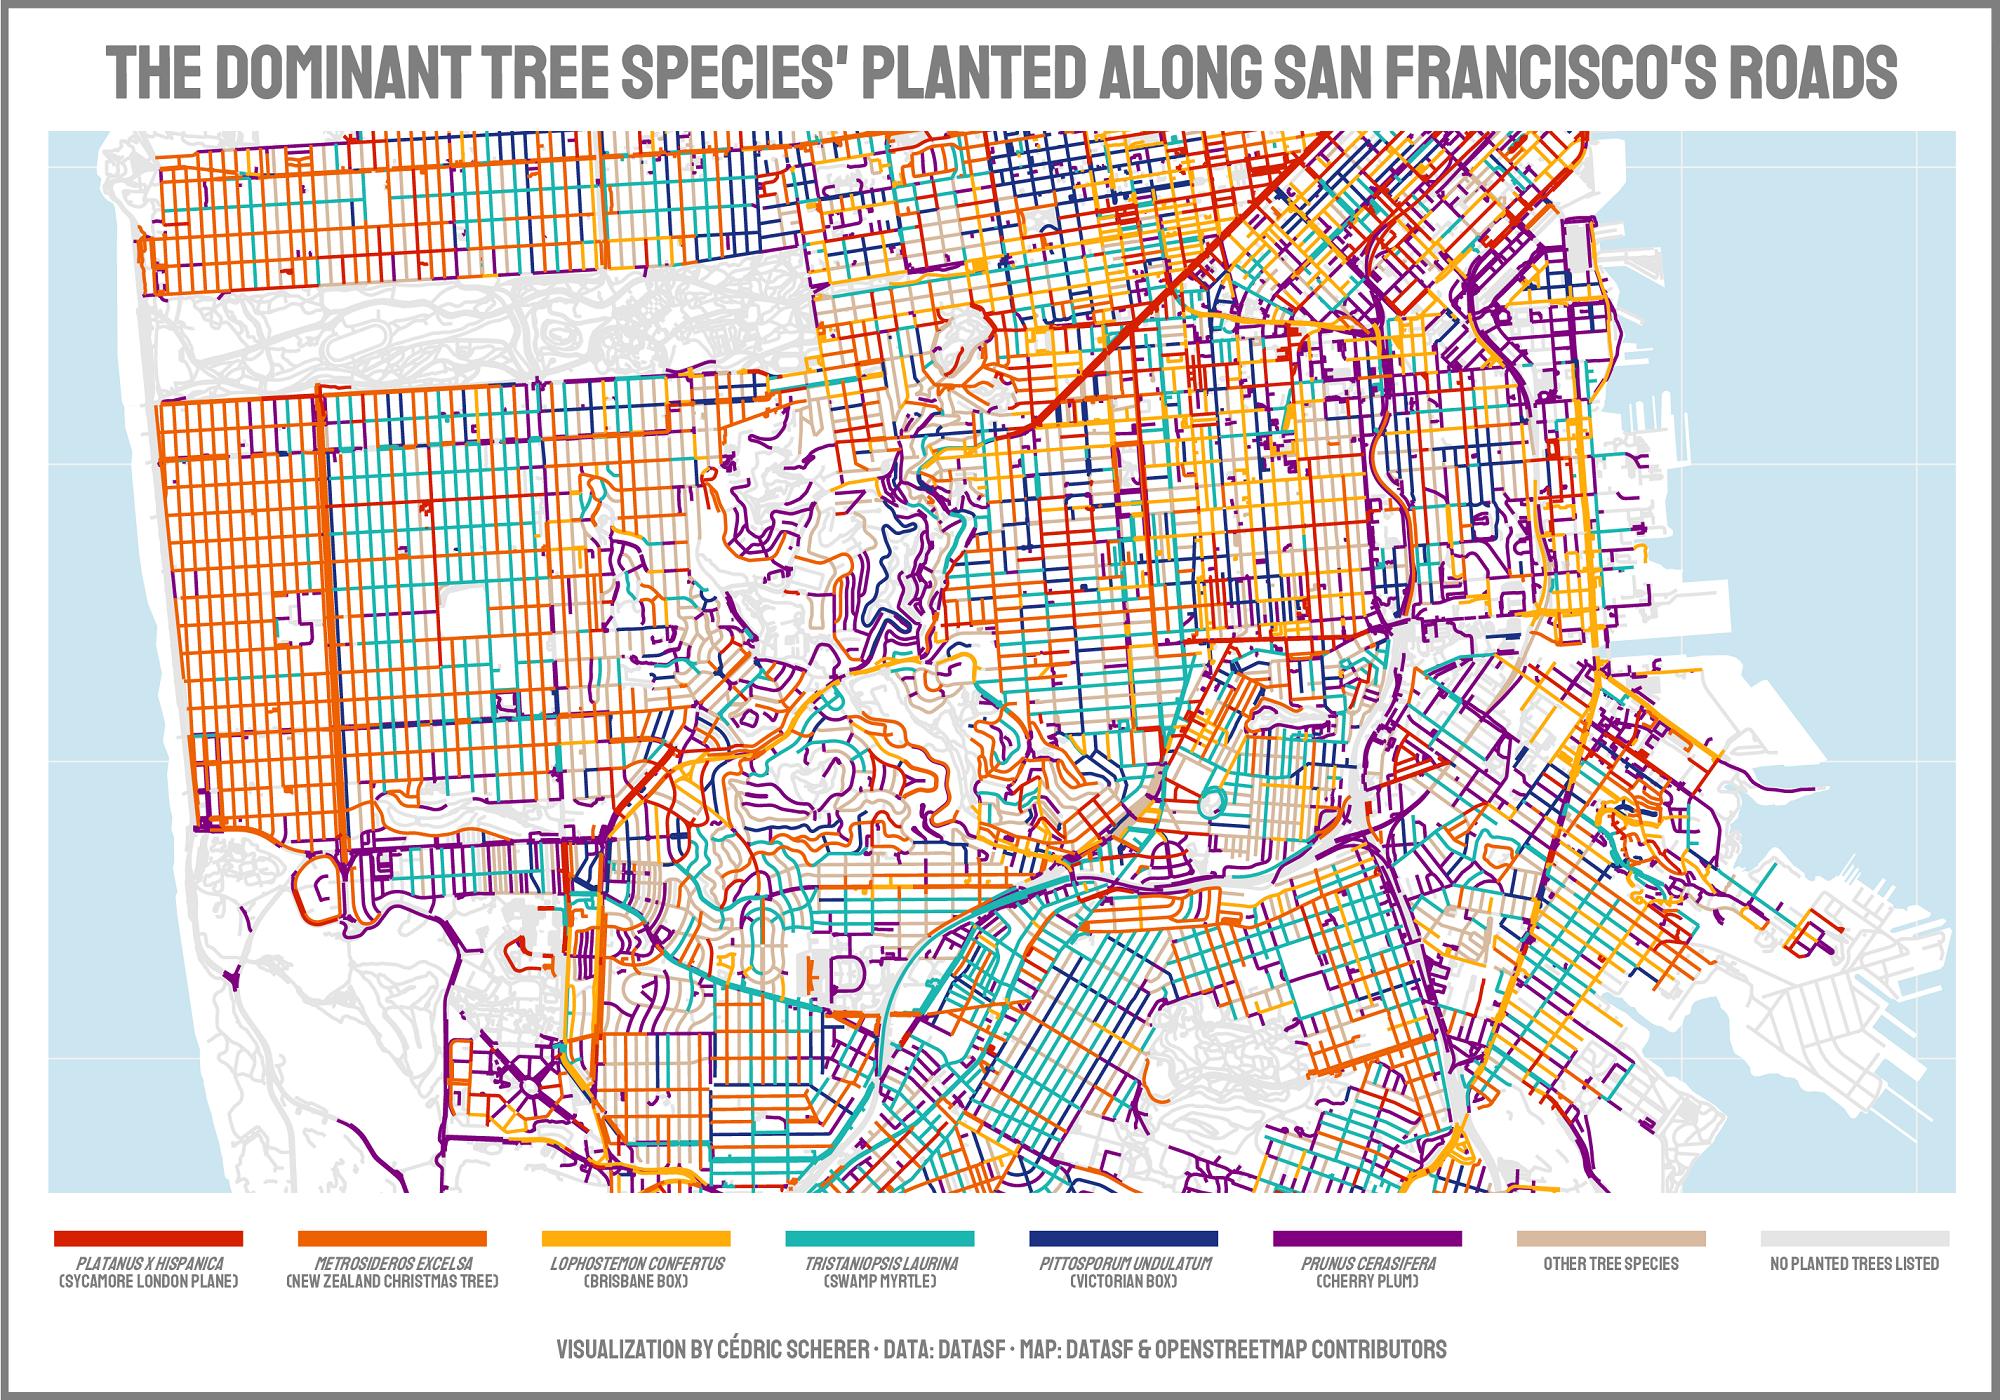 THE DOMINANT TREE SPECIES' PLANTED ALONG SAN FRANCISCO'S ROADS
PLATANUS X HISPANICA
(SYCAMORE LONDON PLANE)
METROSIDEROS EXCELSA
(NEW ZEALAND CHRISTMAS TREE)
LOPHOSTEMON CONFERTUS
(BRISBANE BOX)
TRISTANIOPSIS LAURINA
(SWAMP MYRTLE)
PITTOSPORUM UNDULATUM
(VICTORIAN BOX)
PRUNUS CERASIFERA
(CHERRY PLUM)
OTHER TREE SPECIES
NO PLANTED TREES LISTED
VISUALIZATION BY CÉDRIC SCHERER • DATA: DATASF • MAP: DATASF & OPENSTREETMAP CONTRIBUTORS